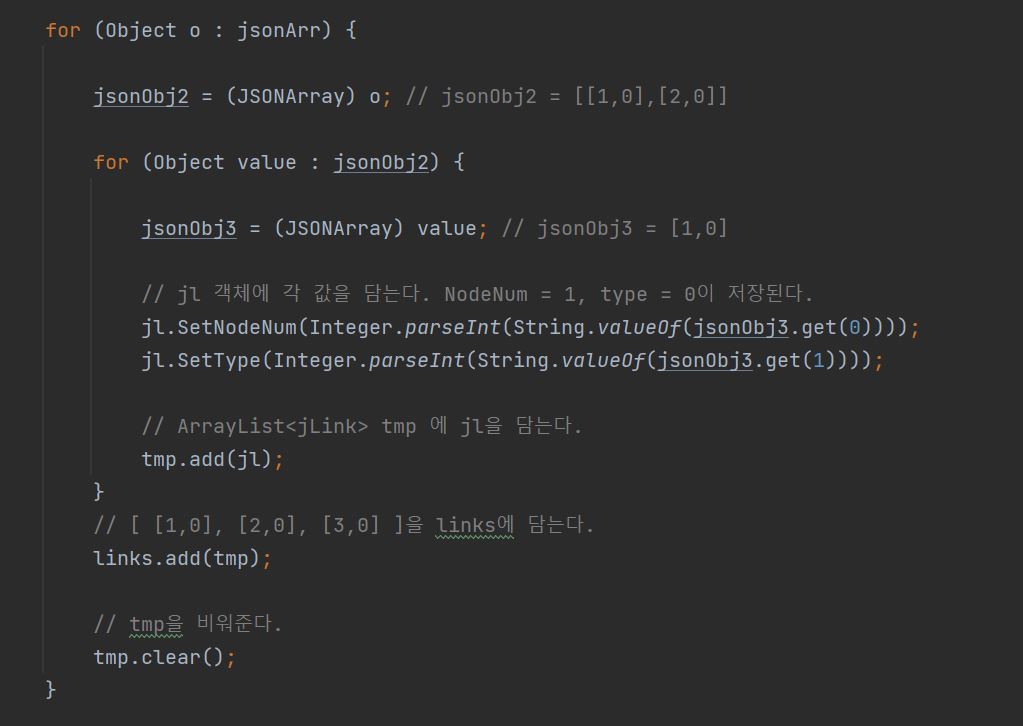 for (Object o : jsonArr) {
jsonObj2 = (JSONArray) o; // jsonObj2 = [[1,0],[2,0]]
for (Object value : jsonObj2) {
jsonObj3 = (JSONArray) value; // jsonObj3 = [1,0]
// jl 객체에 각 값을 담는다. NodeNum = 1, type = 0이 저장된다.
jl.SetNodeNum(Integer.parseInt(String.valueOf(jsonObj3.get(0))));
jl.SetType(Integer.parseInt(String.valueOf(jsonObj3.get(1))));
// ArrayList<jLink> tmp 에 jl을 담는다.
tmp.add(jl);
}
// [ [1,0], [2,0], [3,0] ]을 links에 담는다.
links.add(tmp);
// tmp을 비워준다.
tmp.clear();
}